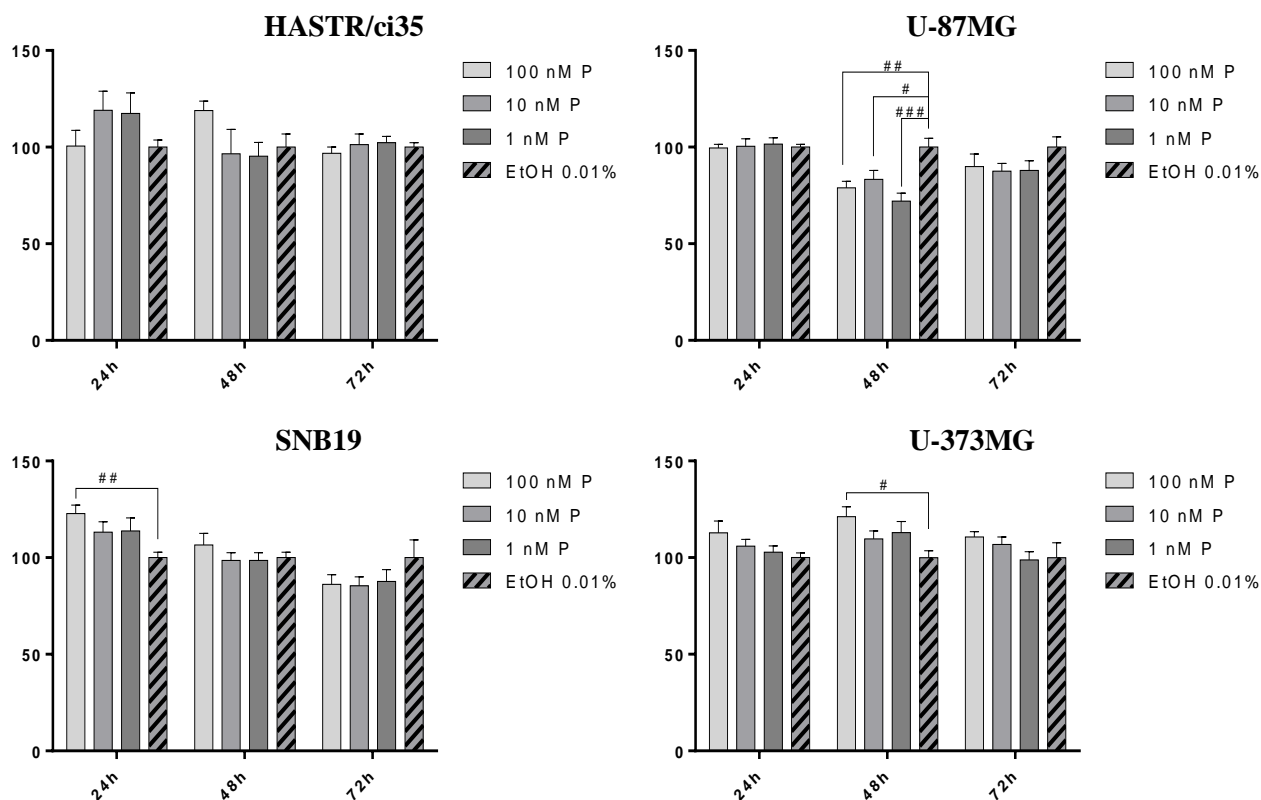 HASTR/ci35
150
100
50
0
24h
48h
72h
100 nM P
10 nM P
1 nM P
EtOH 0.01%
U-87MG
150
100
50
0
##
#
###
24h
48h
72h
100 nM P
10 nM P
1 nM P
EtOH 0.01%
SNB19
150
100
50
0
##
24h
48h
72h
100 nM P
10 nM P
1 nM P
EtOH 0.01%
U-373MG
150
100
50
0
#
24h
48h
72h
100 nM P
10 nM P
1 nM P
EtOH 0.01%